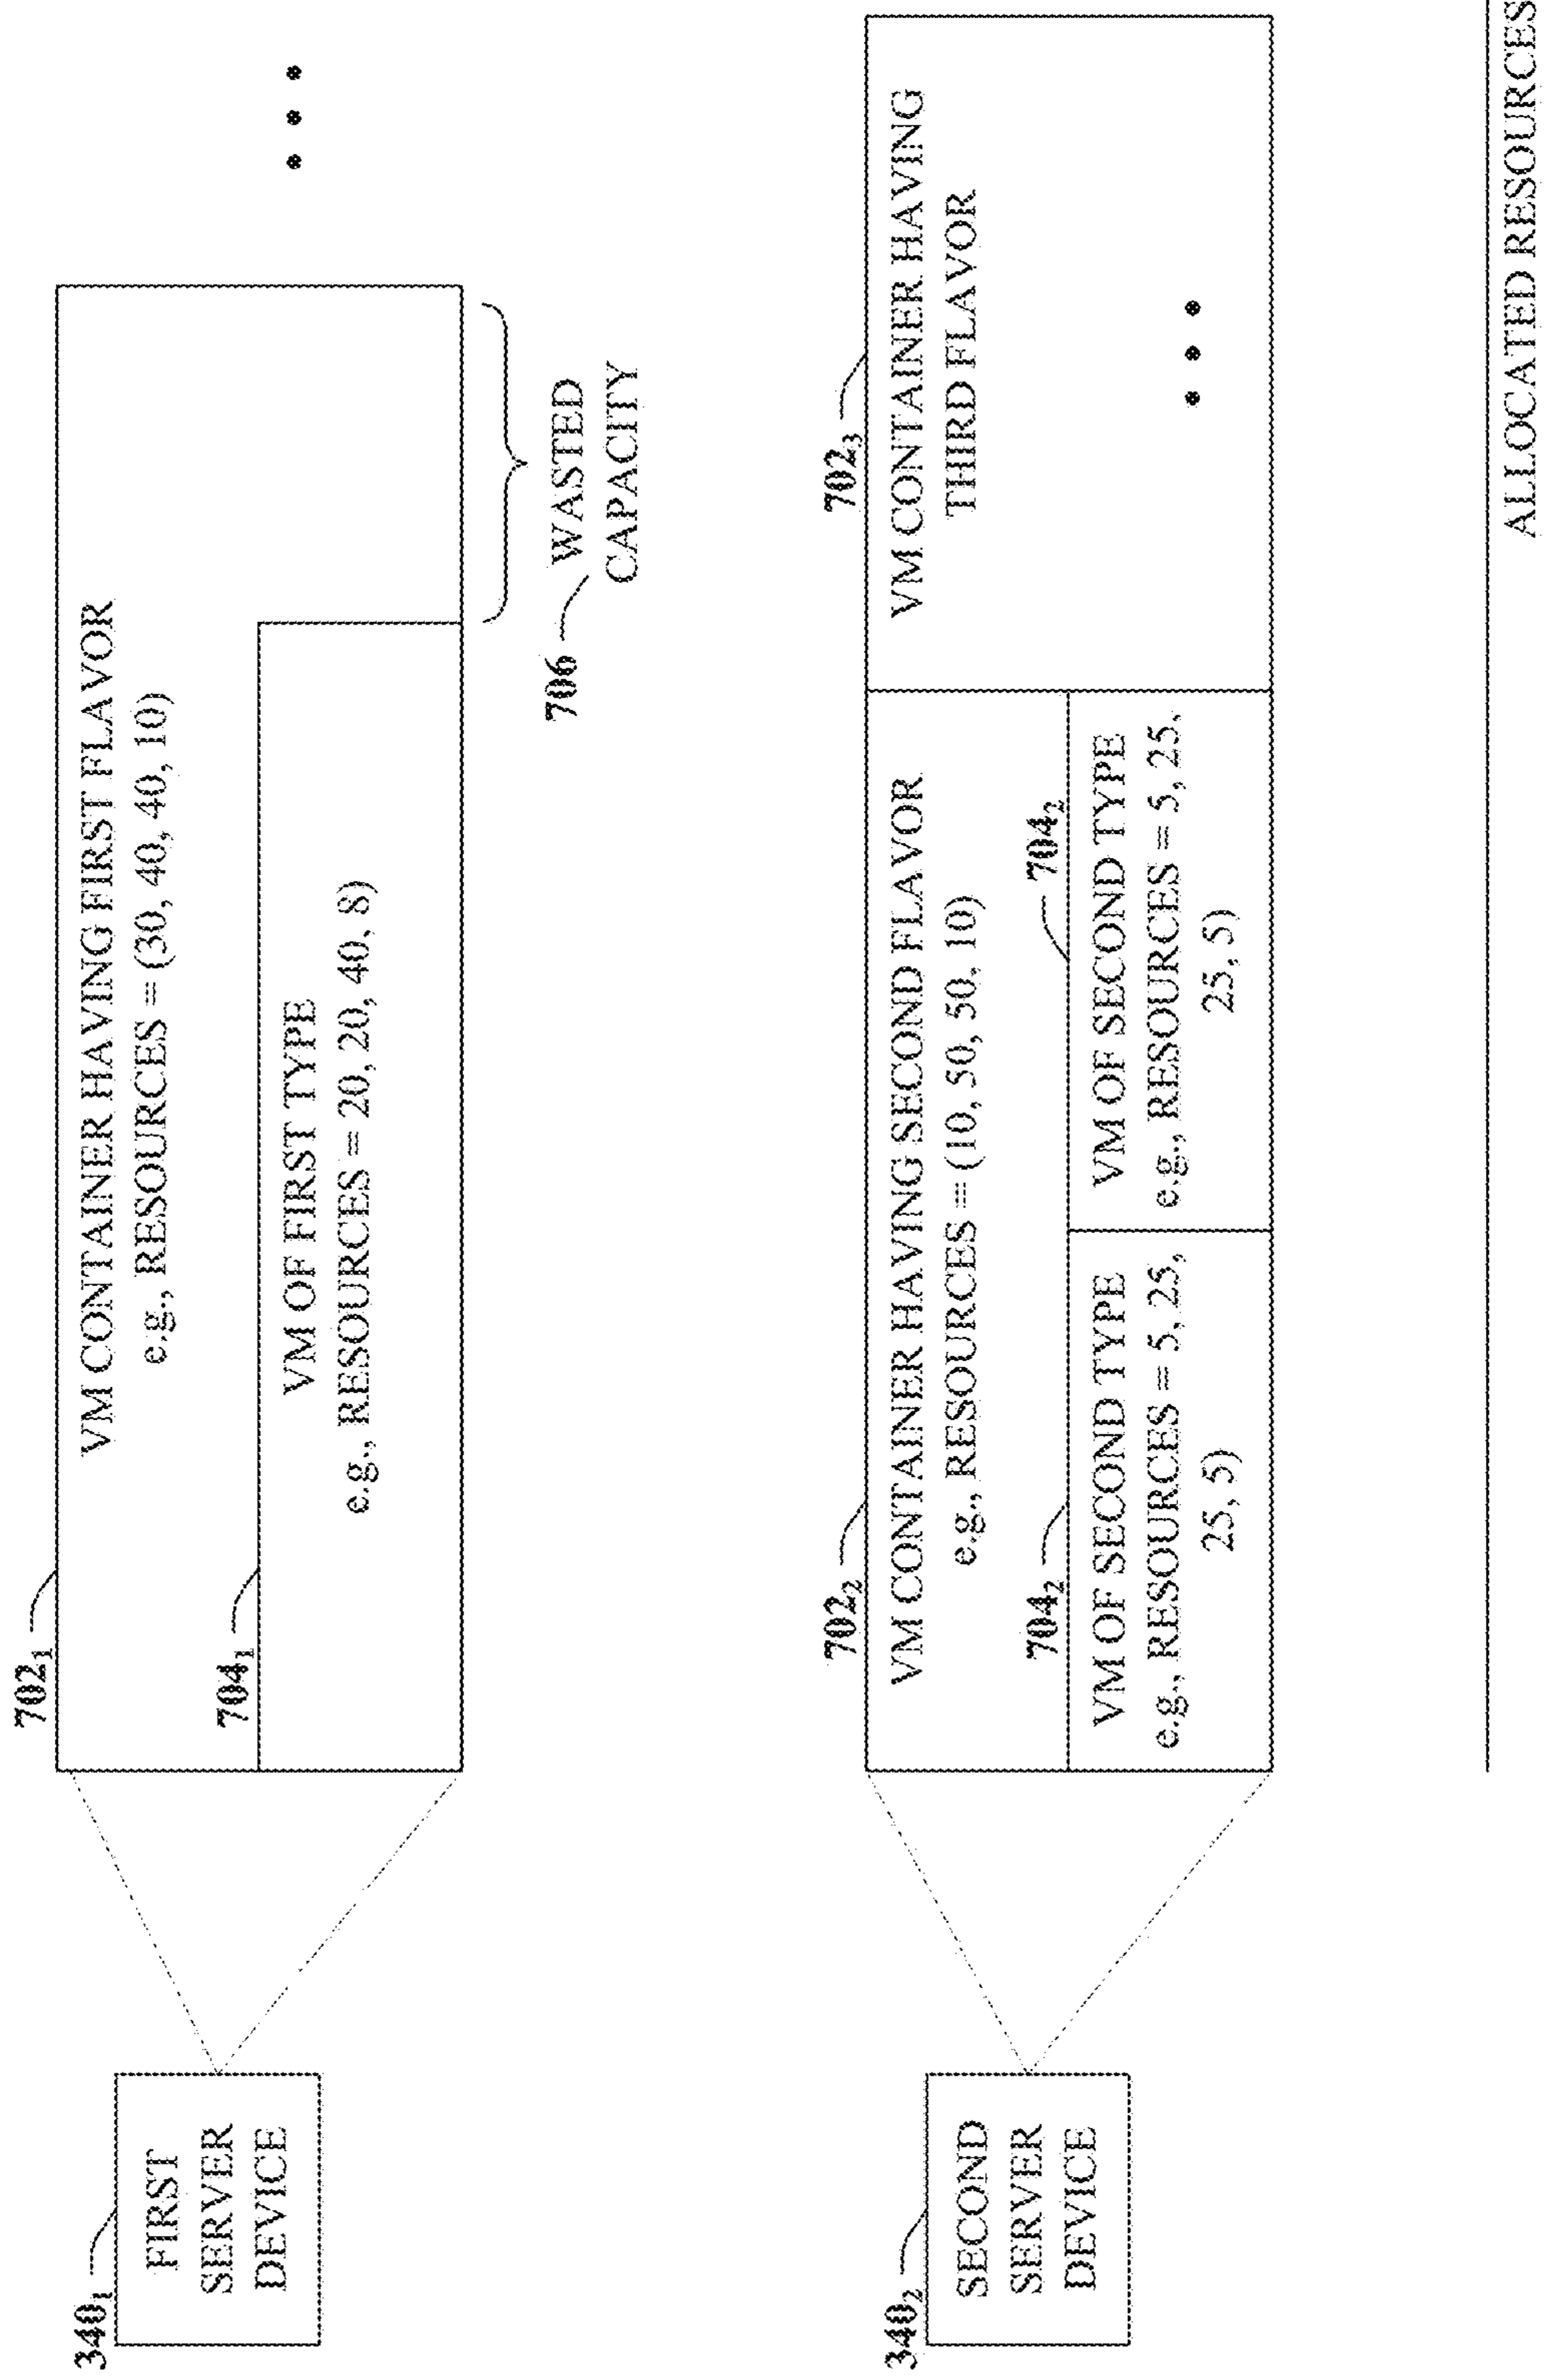 340₁
FIRST
SERVER
DEVICE
702₁
VM CONTAINER HAVING FIRST FLAVOR
e.g., RESOURCES = (30, 40, 40, 10)
704₁
VM OF FIRST TYPE
e.g., RESOURCES = 20, 20, 40, 8)
706
WASTED
CAPACITY
340₂
SECOND
SERVER
DEVICE
702₂
VM CONTAINER HAVING SECOND FLAVOR
e.g., RESOURCES = (10, 50, 50, 10)
704₂
VM OF SECOND TYPE
e.g., RESOURCES = 5, 25,
25, 5)
704₂
VM OF SECOND TYPE
e.g., RESOURCES = 5, 25,
25, 5)
702₃
VM CONTAINER HAVING
THIRD FLAVOR
ALLOCATED RESOURCES